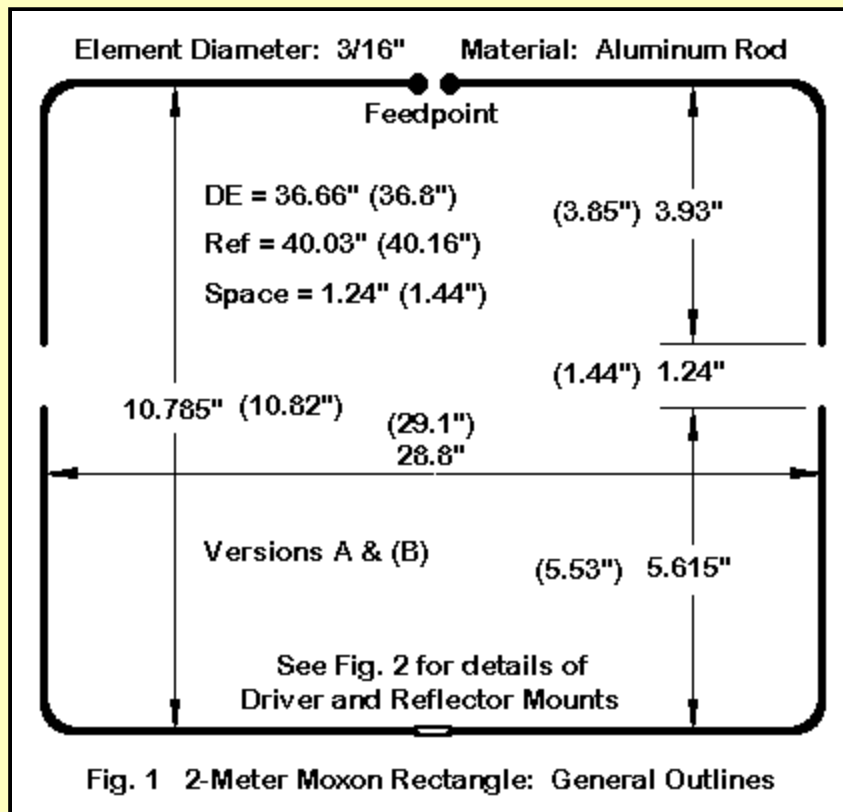 Element Diameter: 3/16" Material: Aluminum Rod
Feedpoint
DE = 36.66" (36.8")
Ref = 40.03" (40.16")
Space = 1.24" (1.44")
(3.85") 3.93"
(1.44") 1.24"
10.785" (10.82")
(29.1")
28.8"
Versions A & (B)
(5.53") 5.615"
See Fig. 2 for details of
Driver and Reflector Mounts
Fig. 1 2-Meter Moxon Rectangle: General Outlines